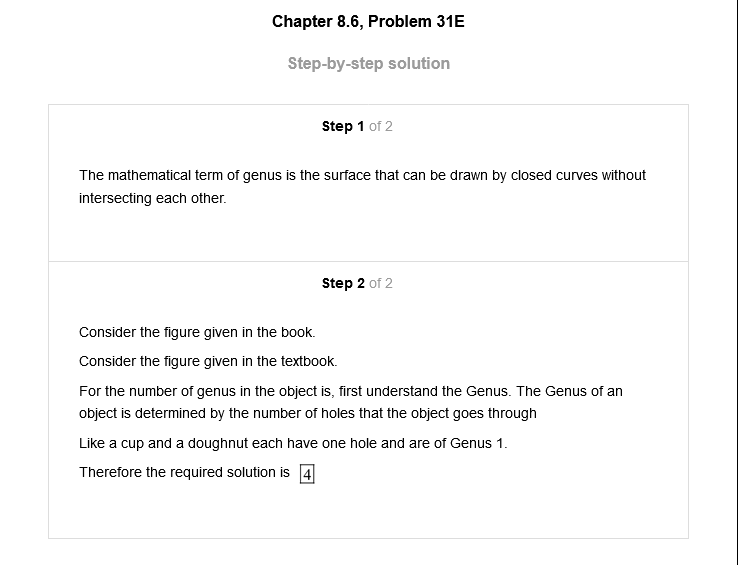 Chapter 8.6, Problem 31E
Step-by-step solution
Step 1 of 2
The mathematical term of genus is the surface that can be drawn by closed curves without
intersecting each other.
Step 2 of 2
Consider the figure given in the book.
Consider the figure given in the textbook.
For the number of genus in the object is, first understand the Genus. The Genus of an
object is determined by the number of holes that the object goes through
Like a cup and a doughnut each have one hole and are of Genus 1.
Therefore the required solution is 4